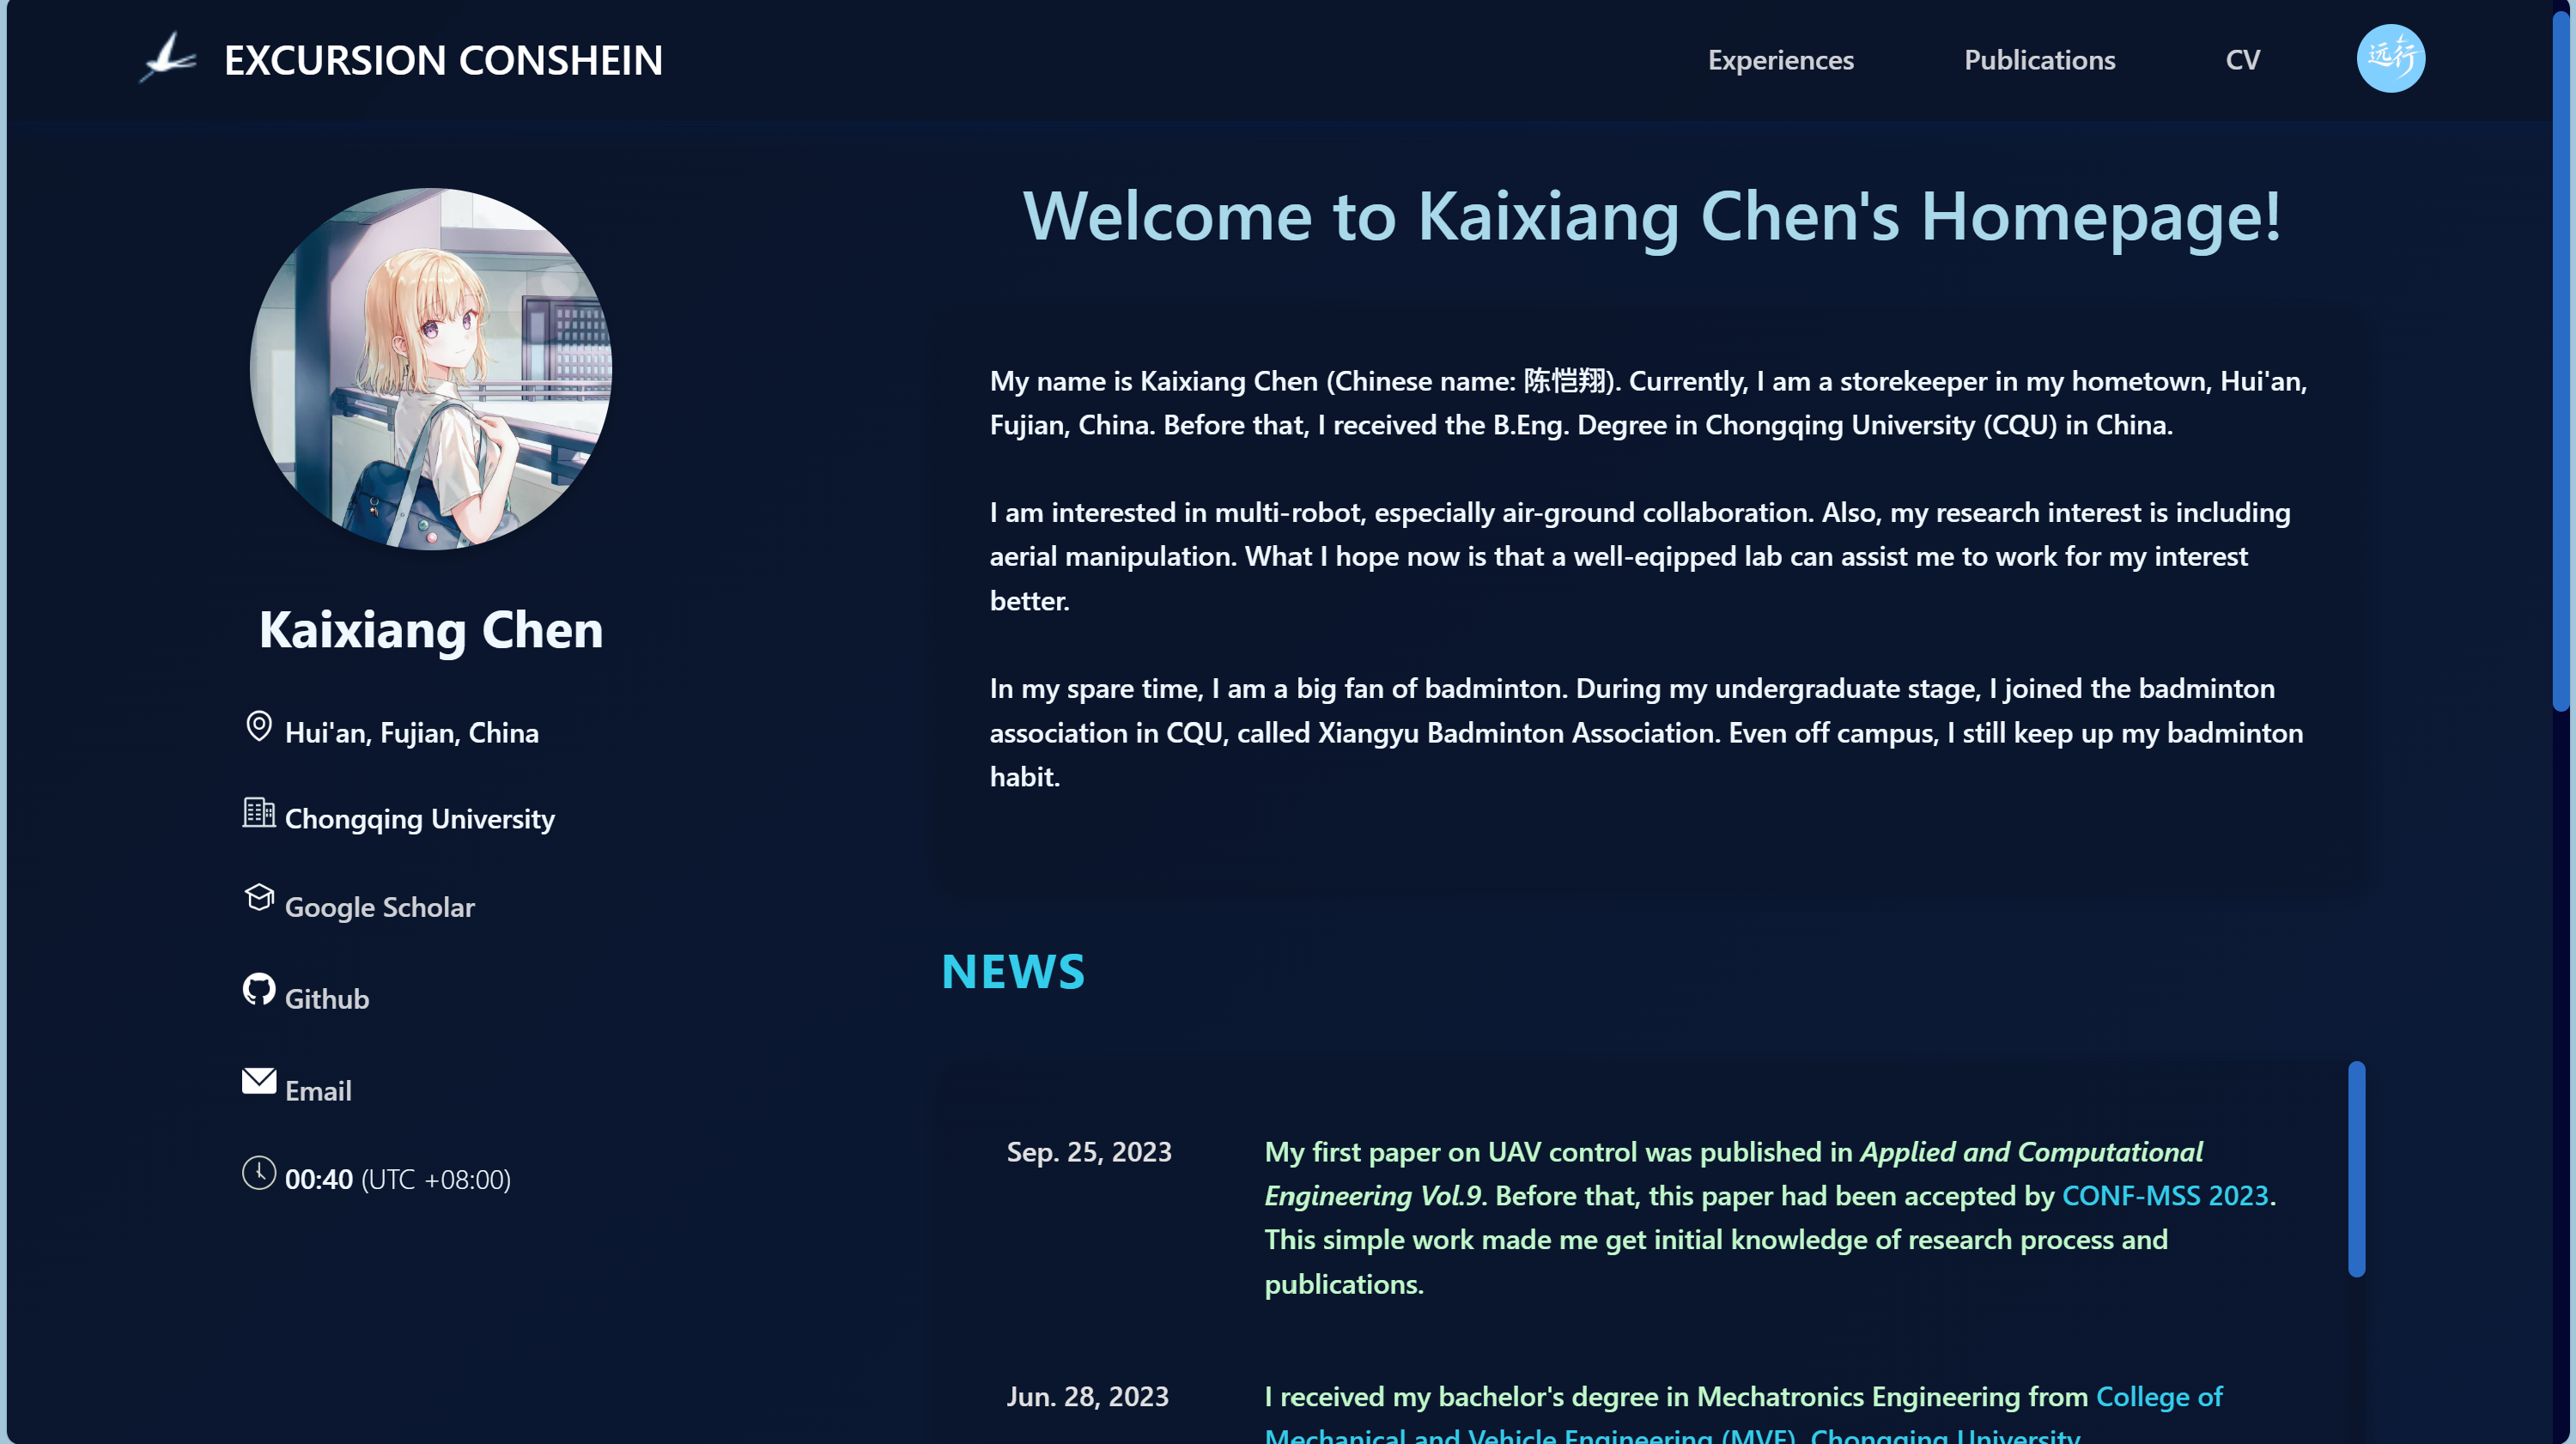 EXCURSION CONSHEIN
Experiences
Publications
CV
远行
Kaixiang Chen
Hui'an, Fujian, China
Chongqing University
Google Scholar
Github
Email
00:40 (UTC +08:00)
Welcome to Kaixiang Chen's Homepage!
My name is Kaixiang Chen (Chinese name: 陈恺翔). Currently, I am a storekeeper in my hometown, Hui'an,
Fujian, China. Before that, I received the B.Eng. Degree in Chongqing University (CQU) in China.
I am interested in multi-robot, especially air-ground collaboration. Also, my research interest is including
aerial manipulation. What I hope now is that a well-eqipped lab can assist me to work for my interest
better.
In my spare time, I am a big fan of badminton. During my undergraduate stage, I joined the badminton
association in CQU, called Xiangyu Badminton Association. Even off campus, I still keep up my badminton
habit.
NEWS
Sep. 25, 2023
My first paper on UAV control was published in Applied and Computational
Engineering Vol.9. Before that, this paper had been accepted by CONF-MSS 2023.
This simple work made me get initial knowledge of research process and
publications.
Jun. 28, 2023
I received my bachelor's degree in Mechatronics Engineering from College of
Mechanical and Vehicle Engineering (MVE), Chongqing University